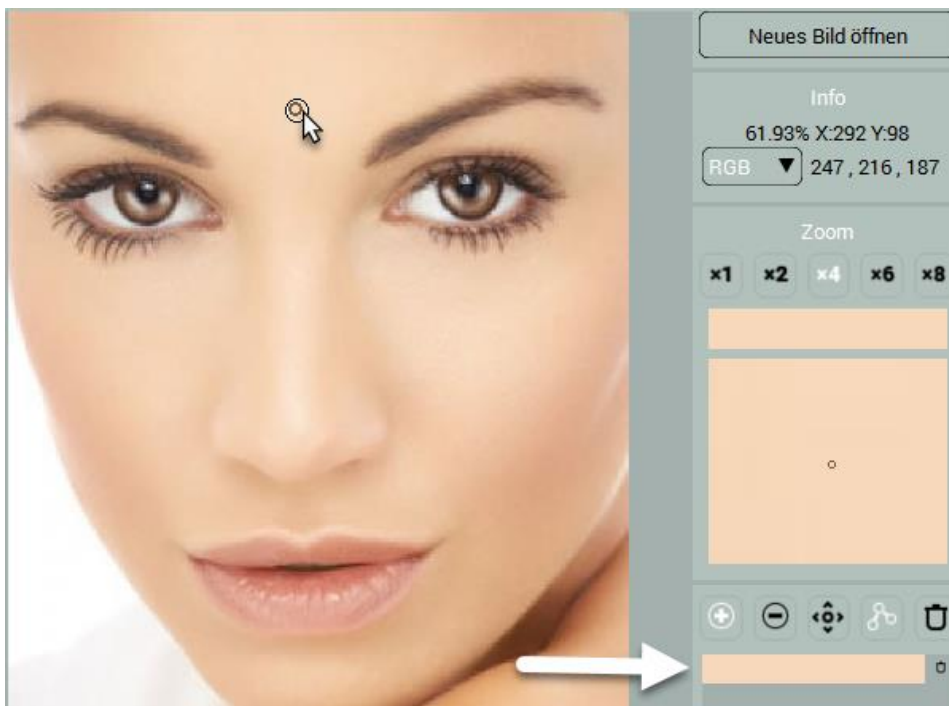 Neues Bild öffnen
Info
61.93% X:292 Y:98
RGB ▼ 247 , 216 , 187
Zoom
×1 ×2 ×4 ×6 ×8